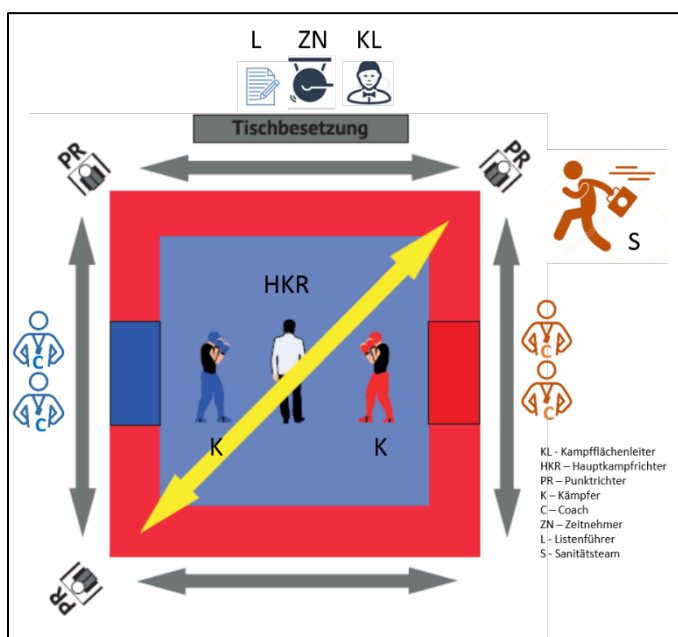 L ZN KL
Tischbesetzung
PR
PR
S
HKR
C
C
C
C
K K
KL - Kampfflächenleiter
HKR – Hauptkampfrichter
PR – Punktrichter
K – Kämpfer
C – Coach
ZN – Zeitnehmer
L - Listenführer
S - Sanitätsteam
PR